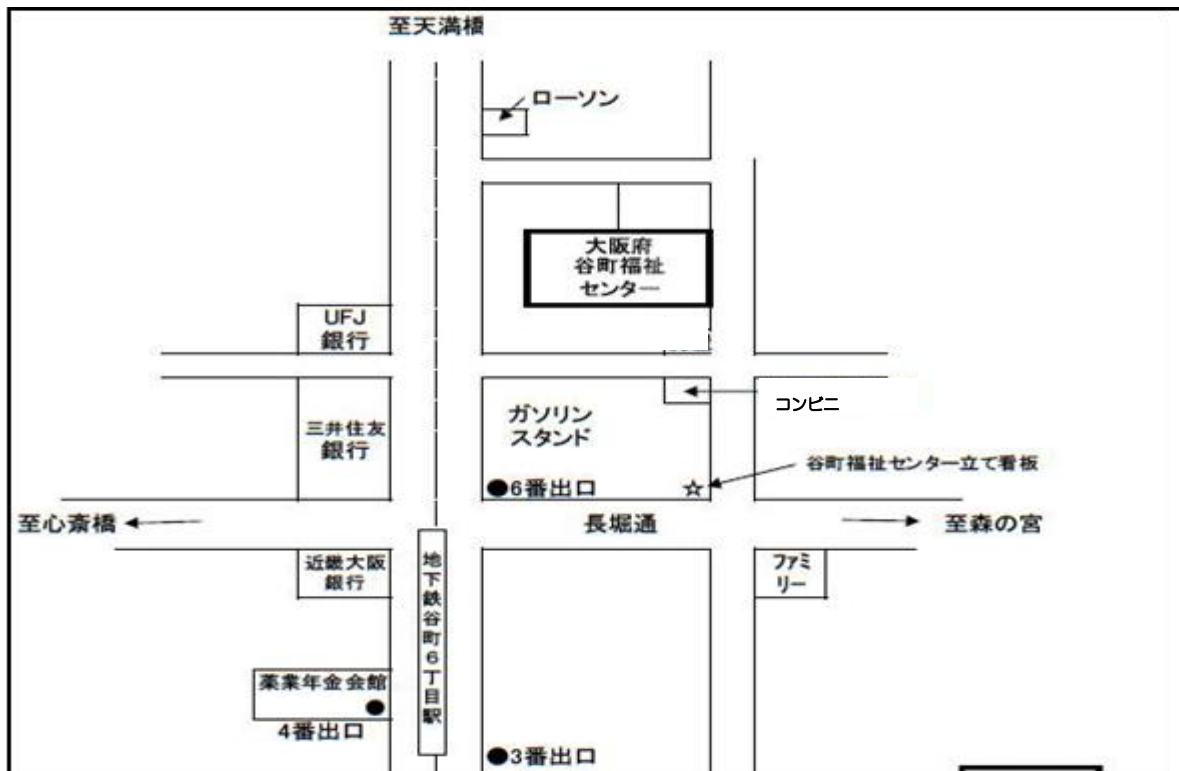 至天満橋
ローソン
大阪府
谷町福祉
センター
UFJ
銀行
コンビニ
ガソリン
スタンド
三井住友
銀行
谷町福祉センター立て看板
●6番出口
☆
至心斎橋
長堀通
至森の宮
近畿大阪
銀行
地下鉄谷町6丁目駅
ファミ
リー
薬業年金会館
●
4番出口
●3番出口